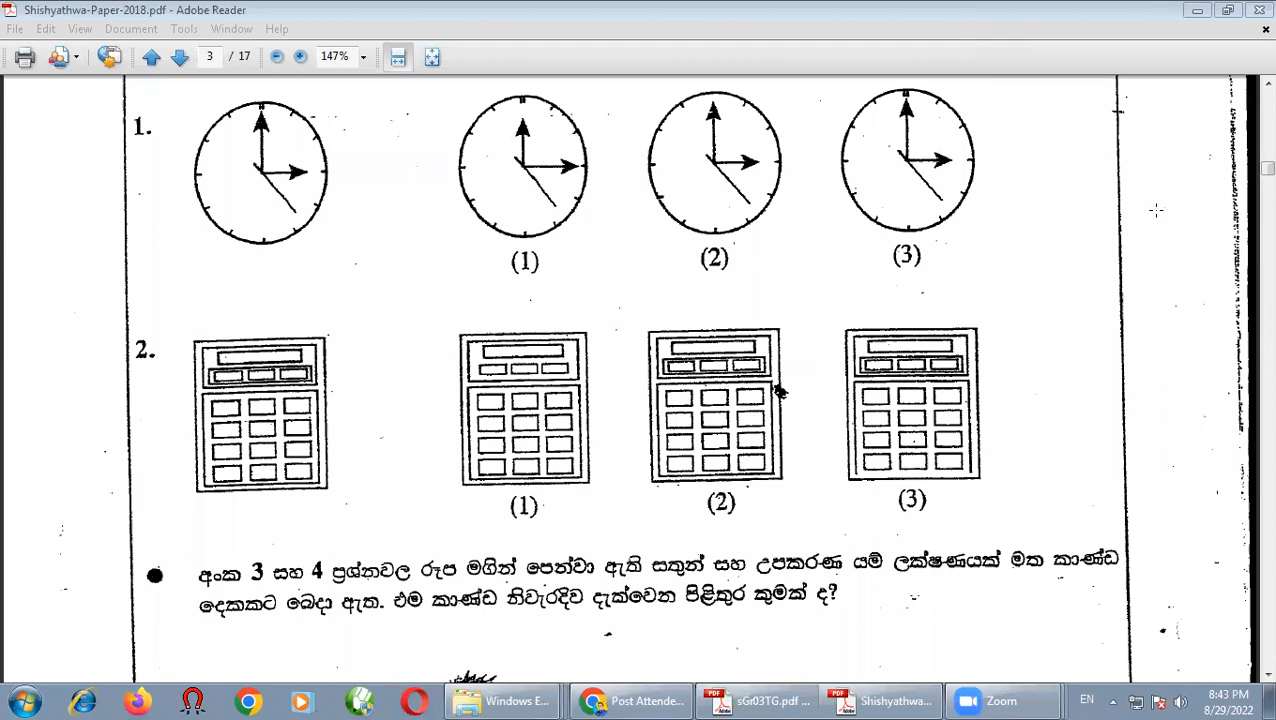 Shishyathwa-Paper-2018.pdf - Adobe Reader
File Edit View Document Tools Window Help
3 / 17 147%
1.
(1) (2) (3)
2.
(1) (2) (3)
අංක 3 සහ 4 ප්‍රශ්නවල රූප මගින් පෙන්වා ඇති සතුන් සහ උපකරණ යම් ලක්ෂණයක් මත කාණ්ඩ
දෙකකට බෙදා ඇත. එම කාණ්ඩ නිවැරදිව දැක්වෙන පිළිතුර කුමක් ද?
Windows E... Post Attende... sGr03TG.pdf ... Shishyathwa... Zoom EN 8:43 PM
8/29/2022